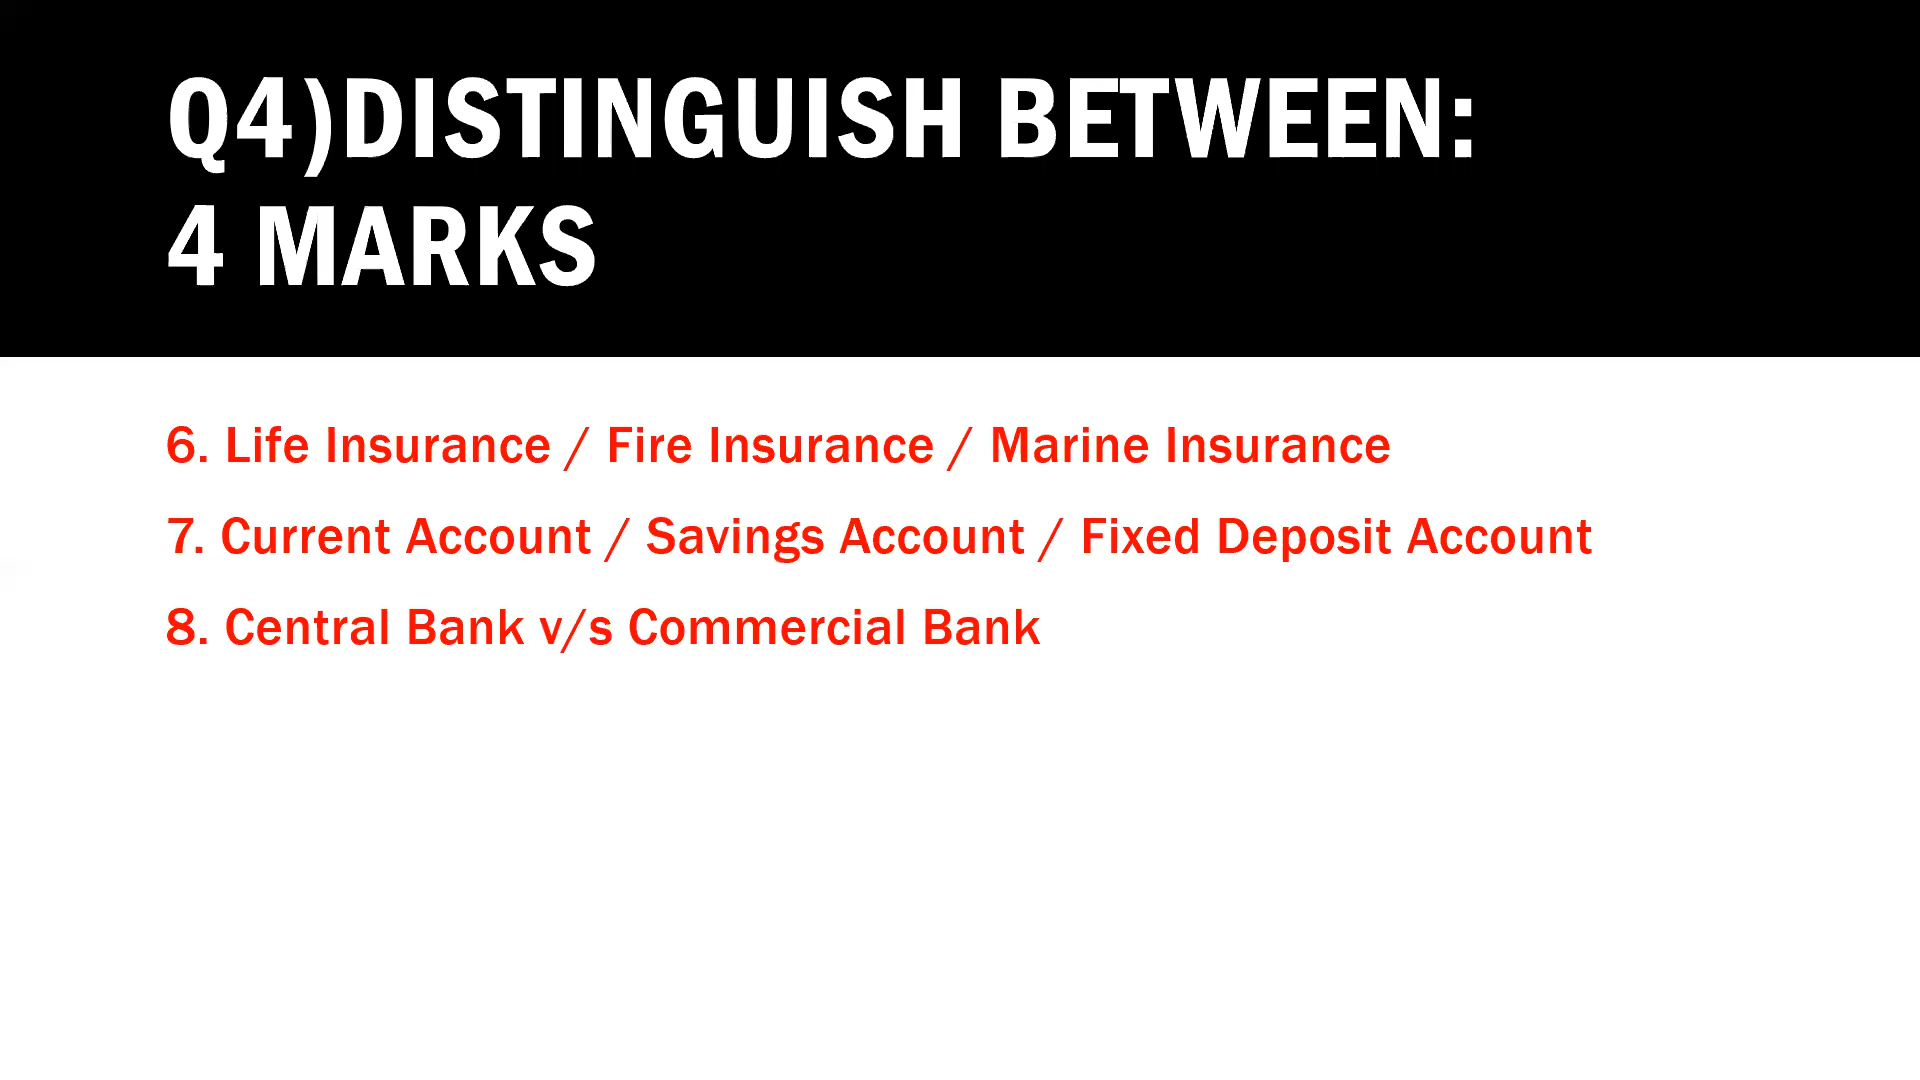 Q4)DISTINGUISH BETWEEN:
4 MARKS
6. Life Insurance / Fire Insurance / Marine Insurance
7. Current Account / Savings Account / Fixed Deposit Account
8. Central Bank v/s Commercial Bank